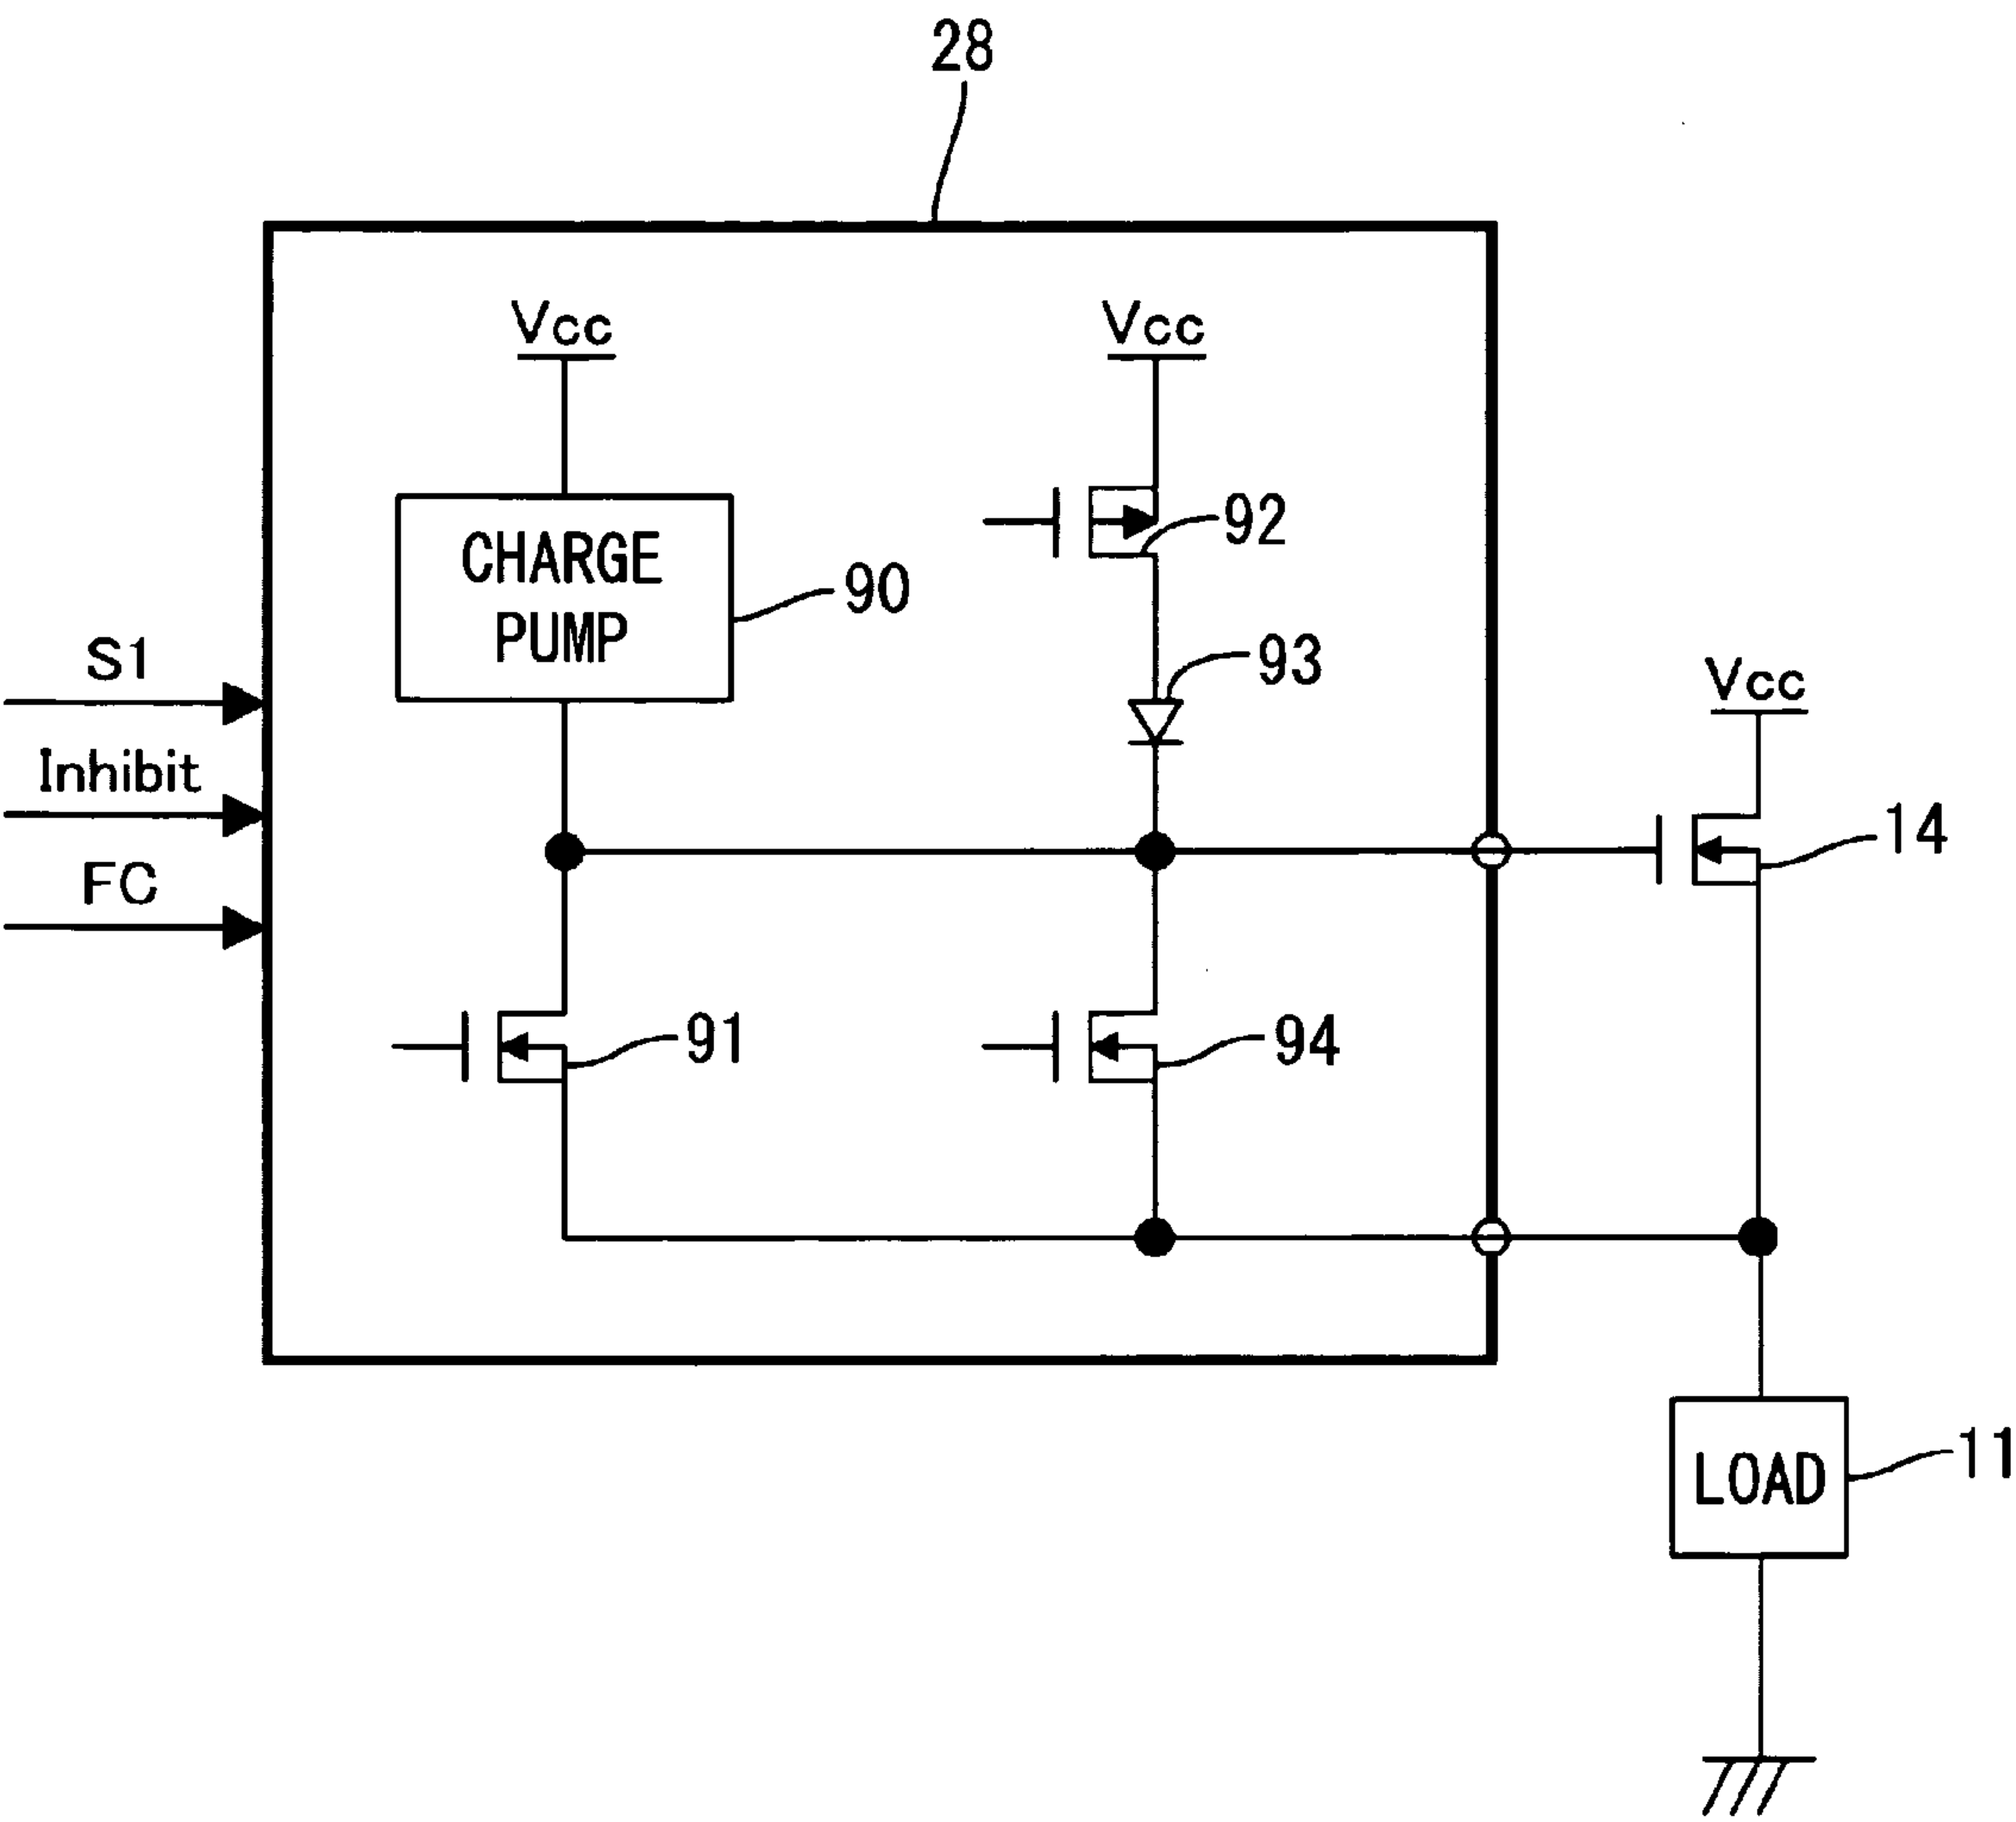 28
Vcc
Vcc
92
CHARGE
PUMP
90
S1
93
Vcc
Inhibit
14
FC
91
94
LOAD
11